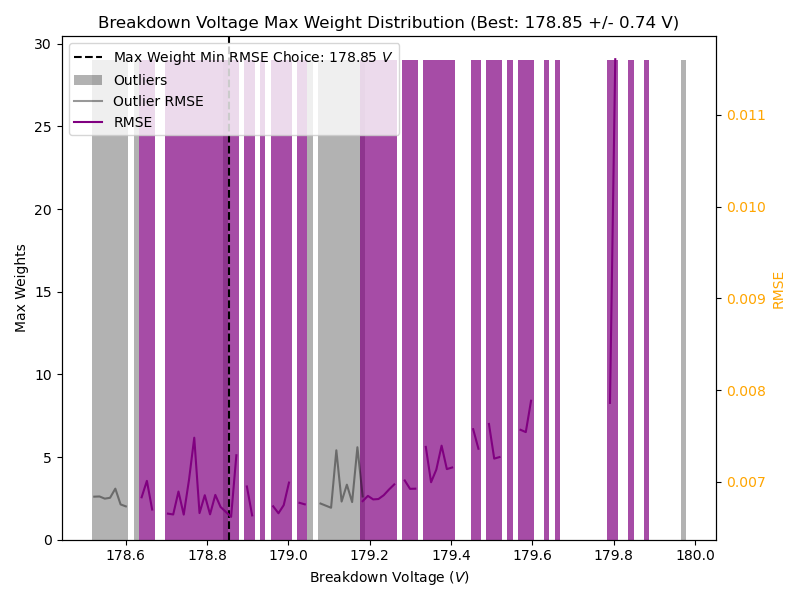 Breakdown Voltage Max Weight Distribution (Best: 178.85 +/- 0.74 V)
Max Weight Min RMSE Choice: 178.85 V
Outliers
Outlier RMSE
RMSE
30
25
20
15
10
5
0
Max Weights
0.011
0.010
0.009
0.008
0.007
RMSE
178.6
178.8
179.0
179.2
179.4
179.6
179.8
180.0
Breakdown Voltage (V)